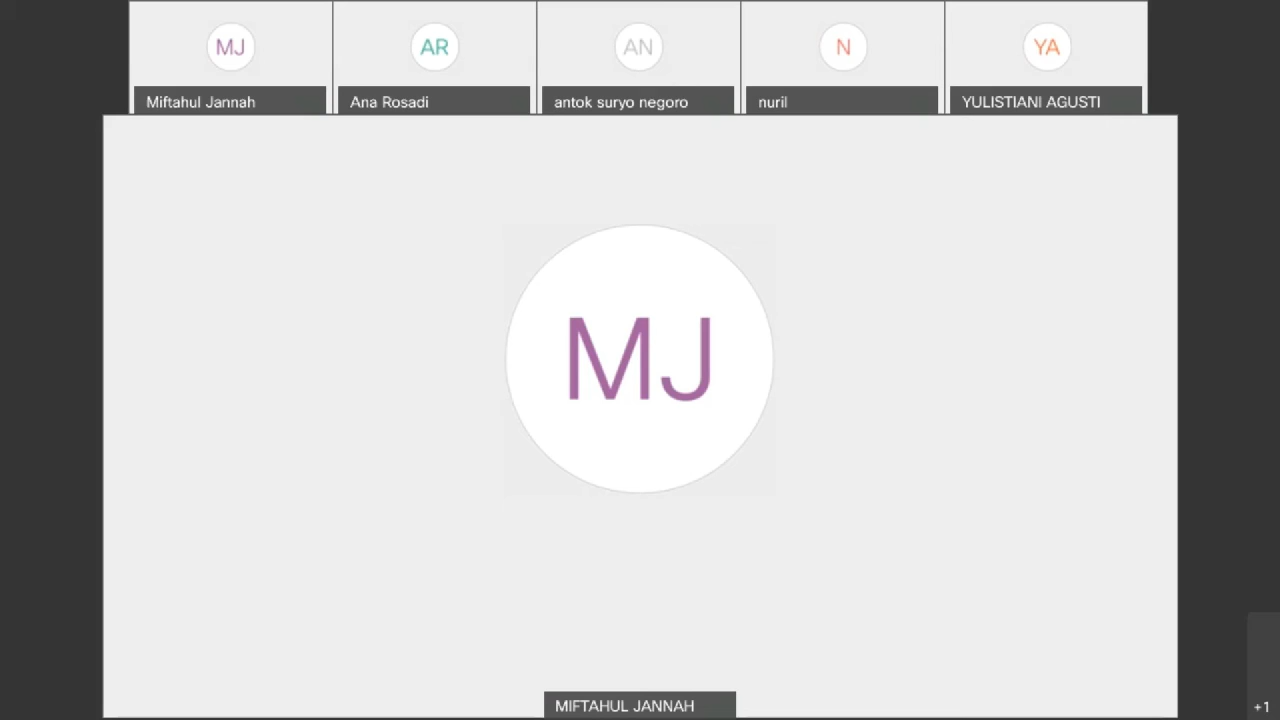 MJ
Miftahul Jannah
AR
Ana Rosadi
AN
antok suryo negoro
N
nuril
YA
YULISTIANI AGUSTI
MJ
MIFTAHUL JANNAH
+1